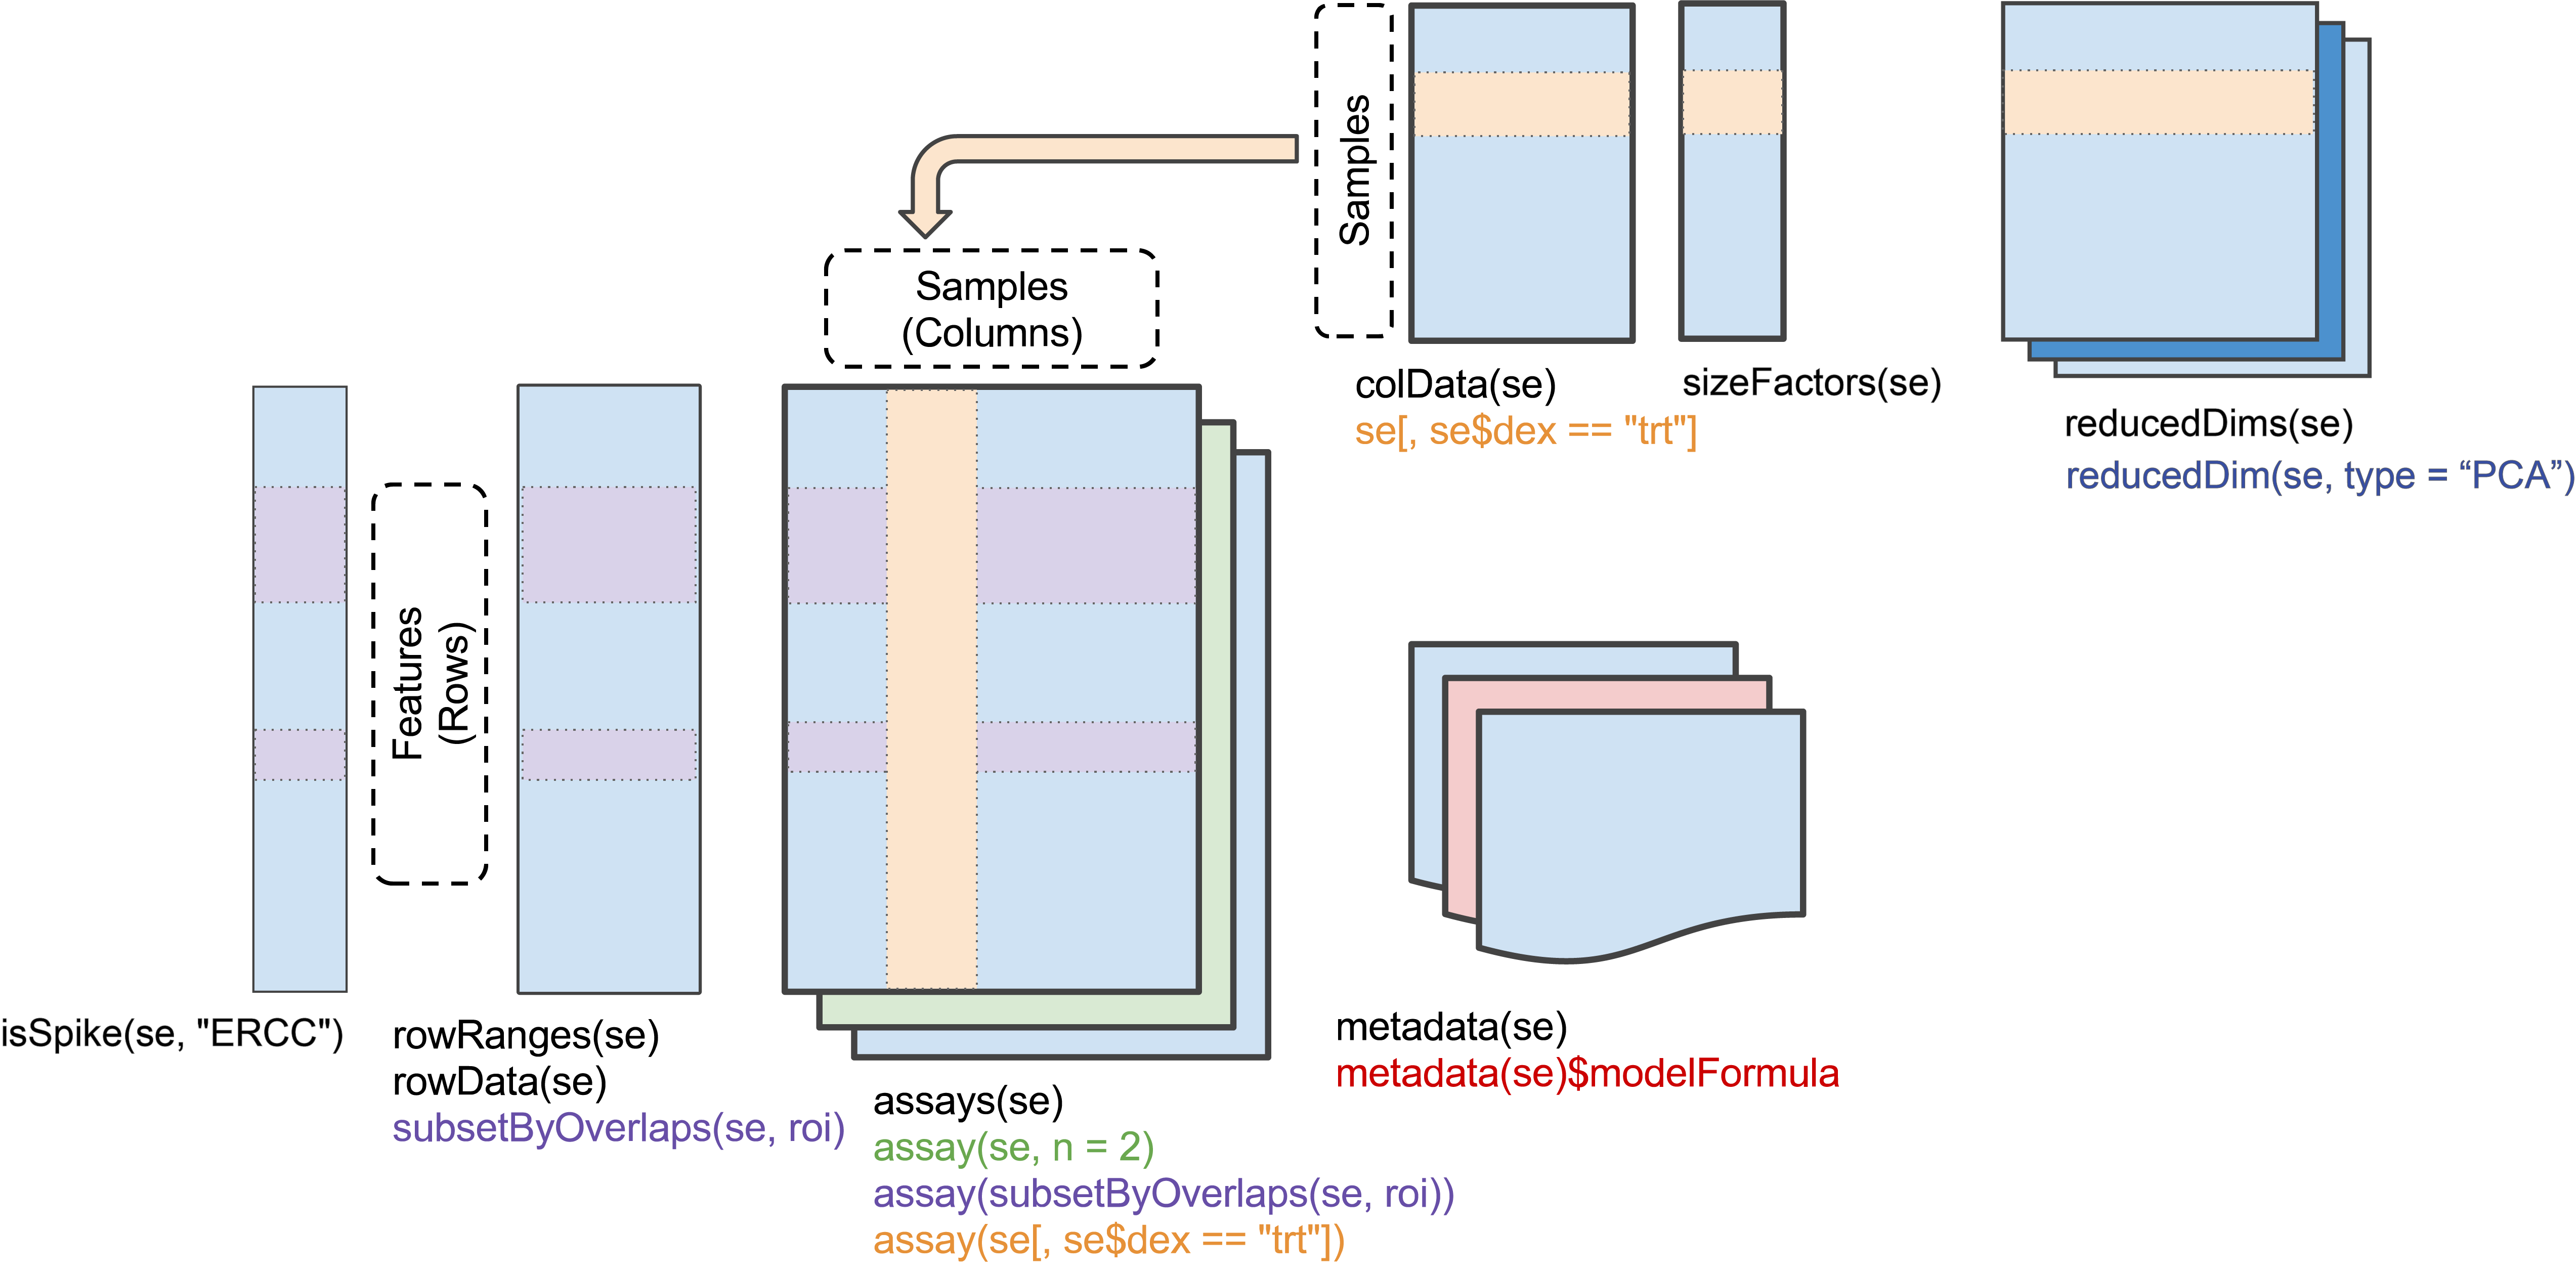 Samples
Samples
(Columns)
colData(se)
se[, se$dex == "trt"]
sizeFactors(se)
reducedDims(se)
reducedDim(se, type = “PCA”)
Features
(Rows)
isSpike(se, "ERCC")
rowRanges(se)
rowData(se)
subsetByOverlaps(se, roi)
assays(se)
assay(se, n = 2)
assay(subsetByOverlaps(se, roi))
assay(se[, se$dex == "trt"])
metadata(se)
metadata(se)$modelFormula